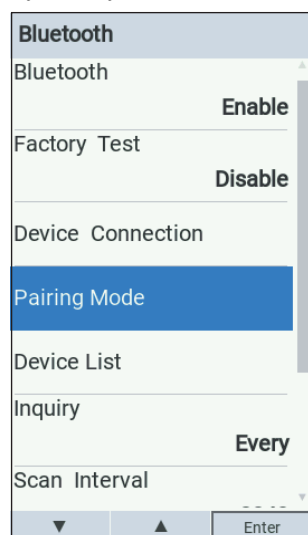 Bluetooth
Bluetooth
Enable
Factory Test
Disable
Device Connection
Pairing Mode
Device List
Inquiry
Every
Scan Interval
▼ ▲ Enter